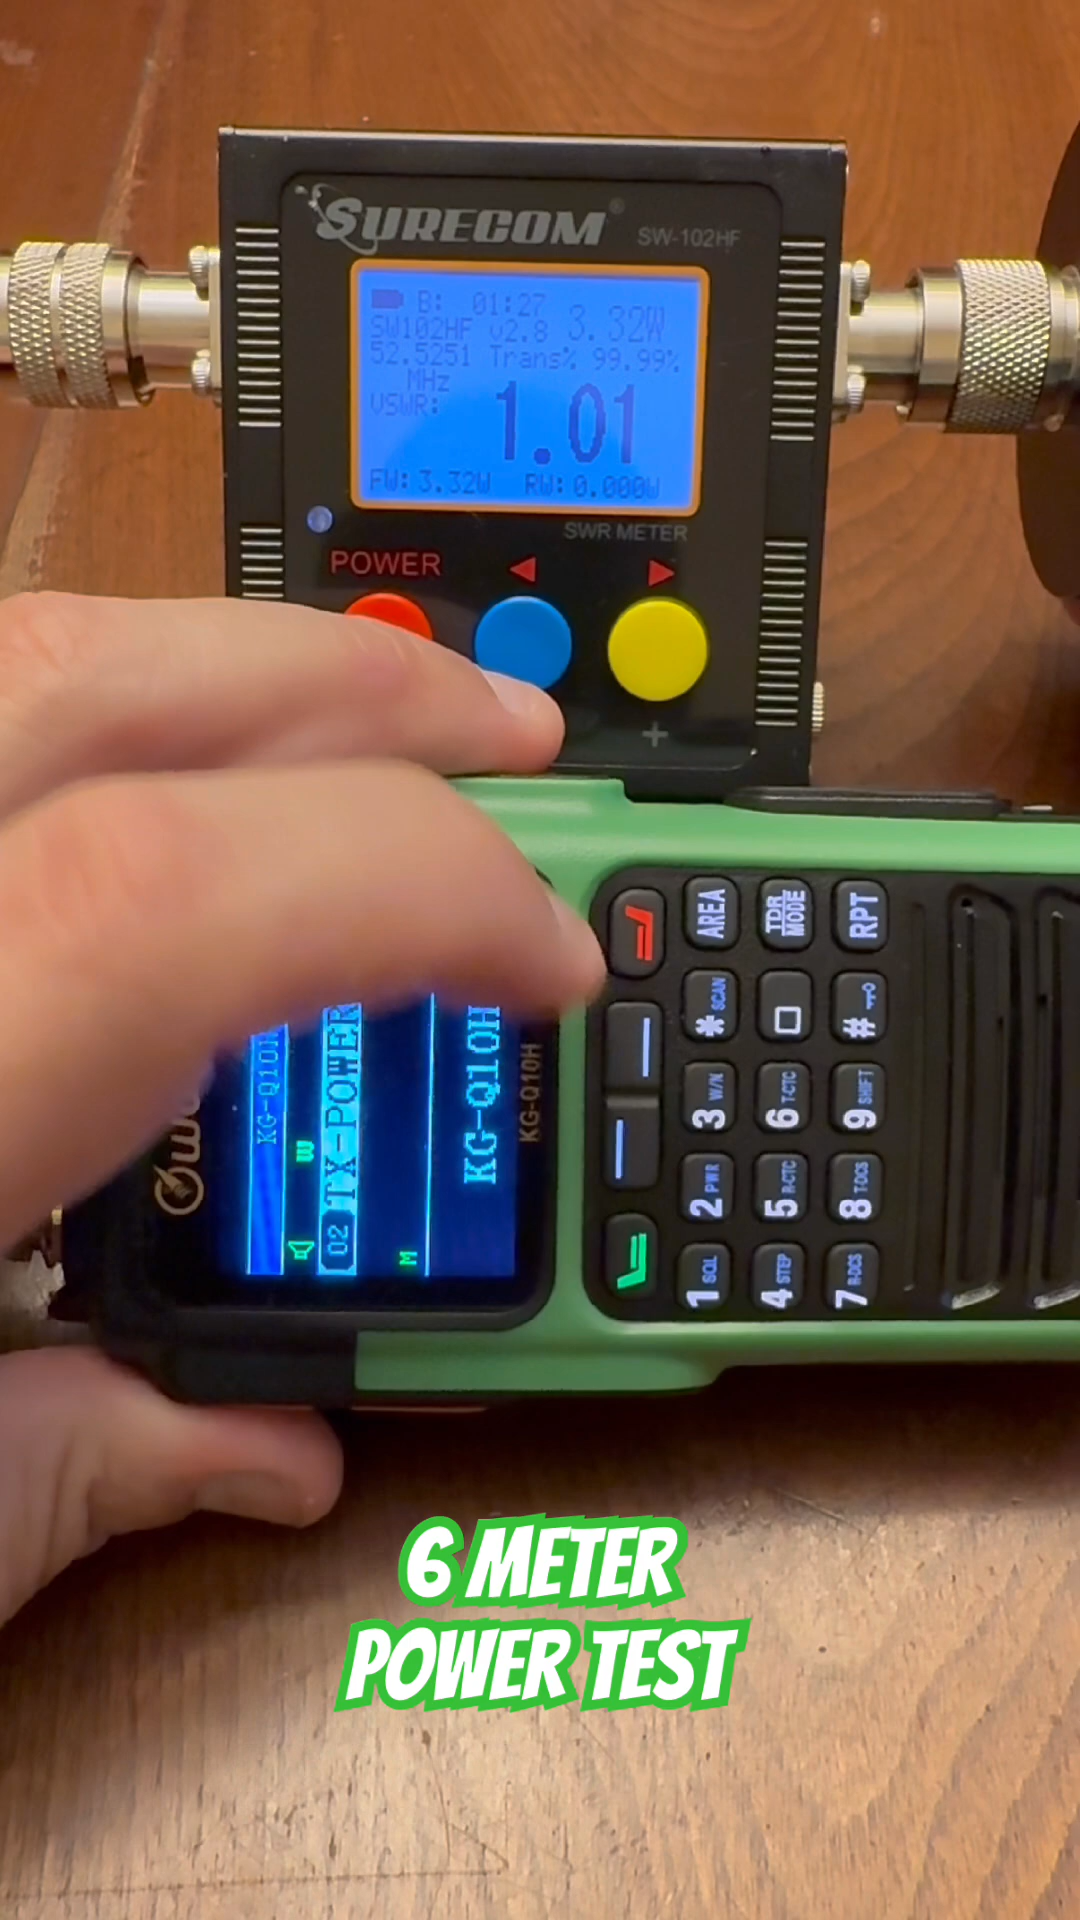 SURECOM®
SW-102HF
B: 01:27
SW102HF v2.8 3.32W
52.5251 Trans% 99.99%
MHz
VSWR: 1.01
FW:3.32W RW:0.000W
SWR METER
POWER
+
KG-Q10H
W
02 TX-POWER
M
KG-Q10H
KG-Q10H
AREA
TDR MODE
RPT
* SCAN
#
3 W/N
6 T-CTC
9 SHIFT
2 PWR
5 R-CTC
8 T-DCS
1 SQL
4 STEP
7 R-DCS
6 METER
POWER TEST